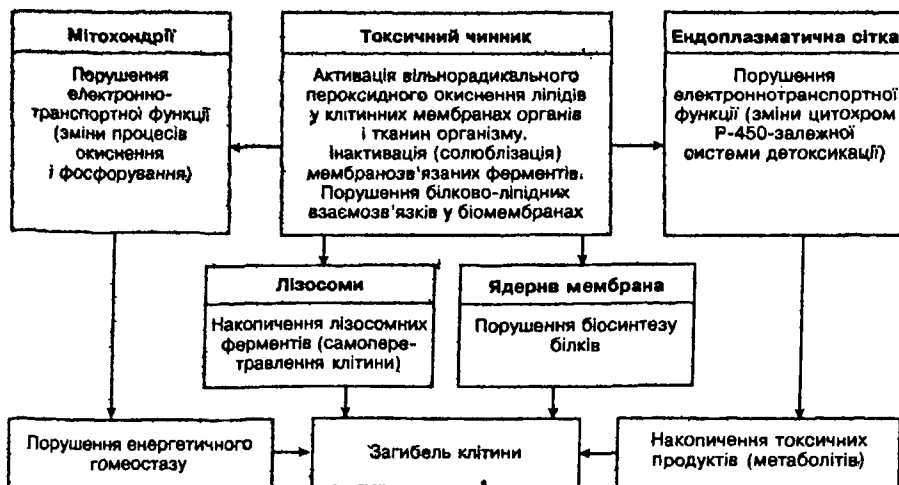 Мітохондрії
Порушення
електронно-
транспортної функції
(зміни процесів
окиснення
і фосфорування)
Токсичний чинник
Активація вільнорадикального
пероксидного окиснення ліпідів
у клітинних мембранах органів
і тканин організму.
Інактивація (солюблізація)
мембранозв'язаних ферментів.
Порушення білково-ліпідних
взаємозв'язків у біомембранах
Ендоплазматична сітка
Порушення
електроннотранспортної
функції (зміни цитохром
Р-450-залежної
системи детоксикації)
Лізосоми
Накопичення лізосомних
ферментів (самопере-
травлення клітини)
Ядерна мембрана
Порушення біосинтезу
білків
Порушення енергетичного
гомеостазу
Загибель клітини
Накопичення токсичних
продуктів (метаболітів)